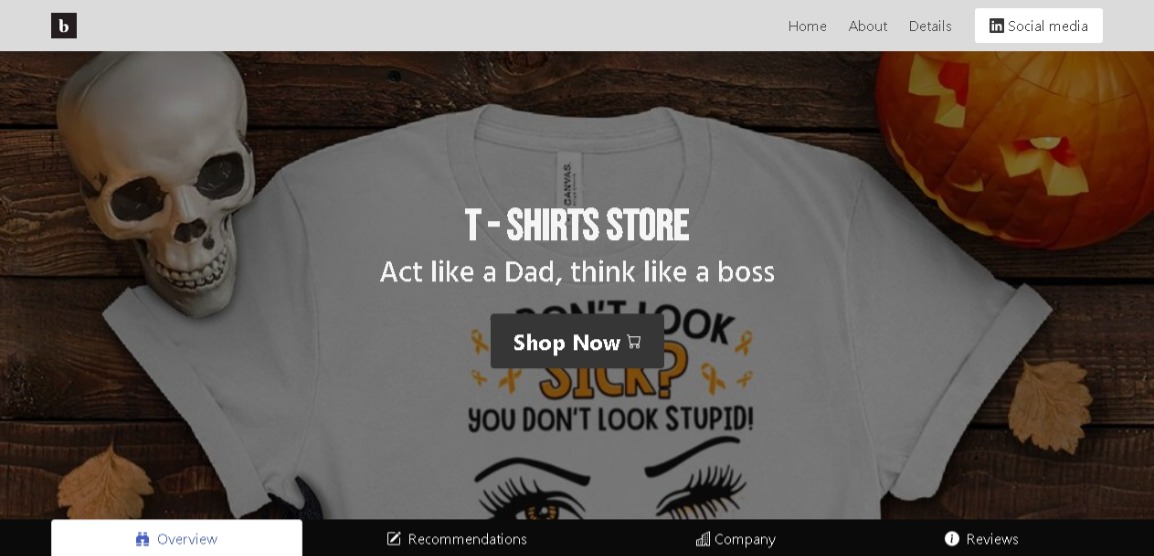 b
Home About Details Social media
CANVAS.
T - SHIRTS STORE
Act like a Dad, think like a boss
DON'T LOOK
Shop Now
SICK?
YOU DON'T LOOK STUPID!
Overview Recommendations Company Reviews